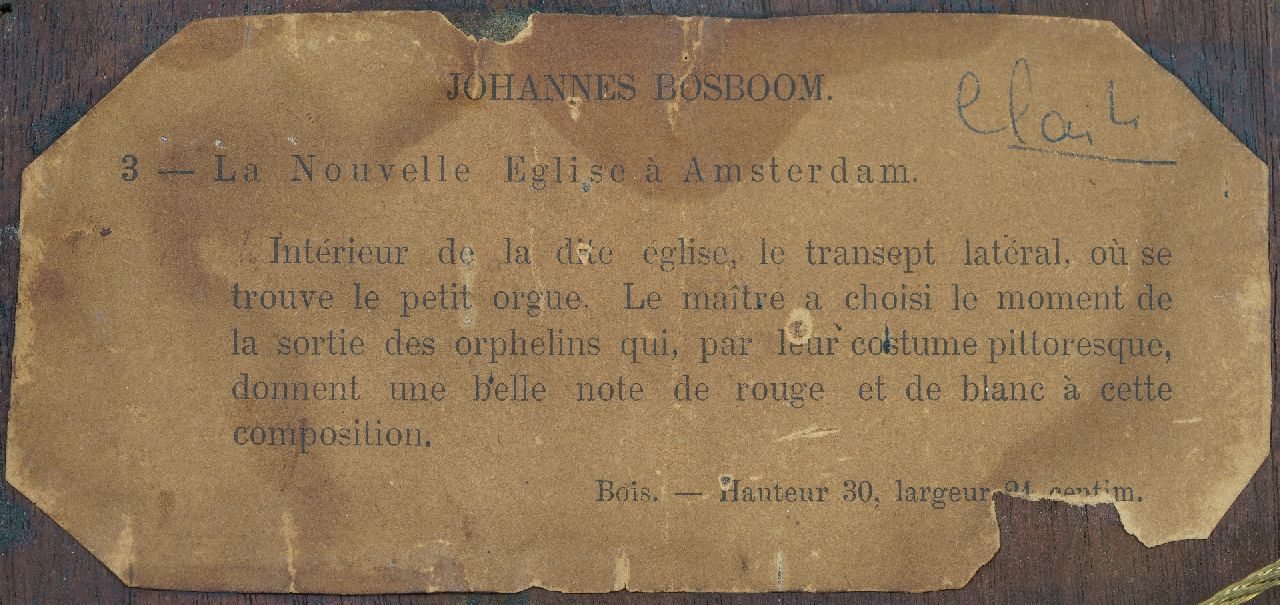 JOHANNES BOSBOOM.
3 — La Nouvelle Eglise à Amsterdam.
Intérieur de la dite église, le transept latéral, où se
trouve le petit orgue. Le maître a choisi le moment de
la sortie des orphelins qui, par leur costume pittoresque,
donnent une belle note de rouge et de blanc à cette
composition.
Bois. — Hauteur 30, largeur 24 centim.